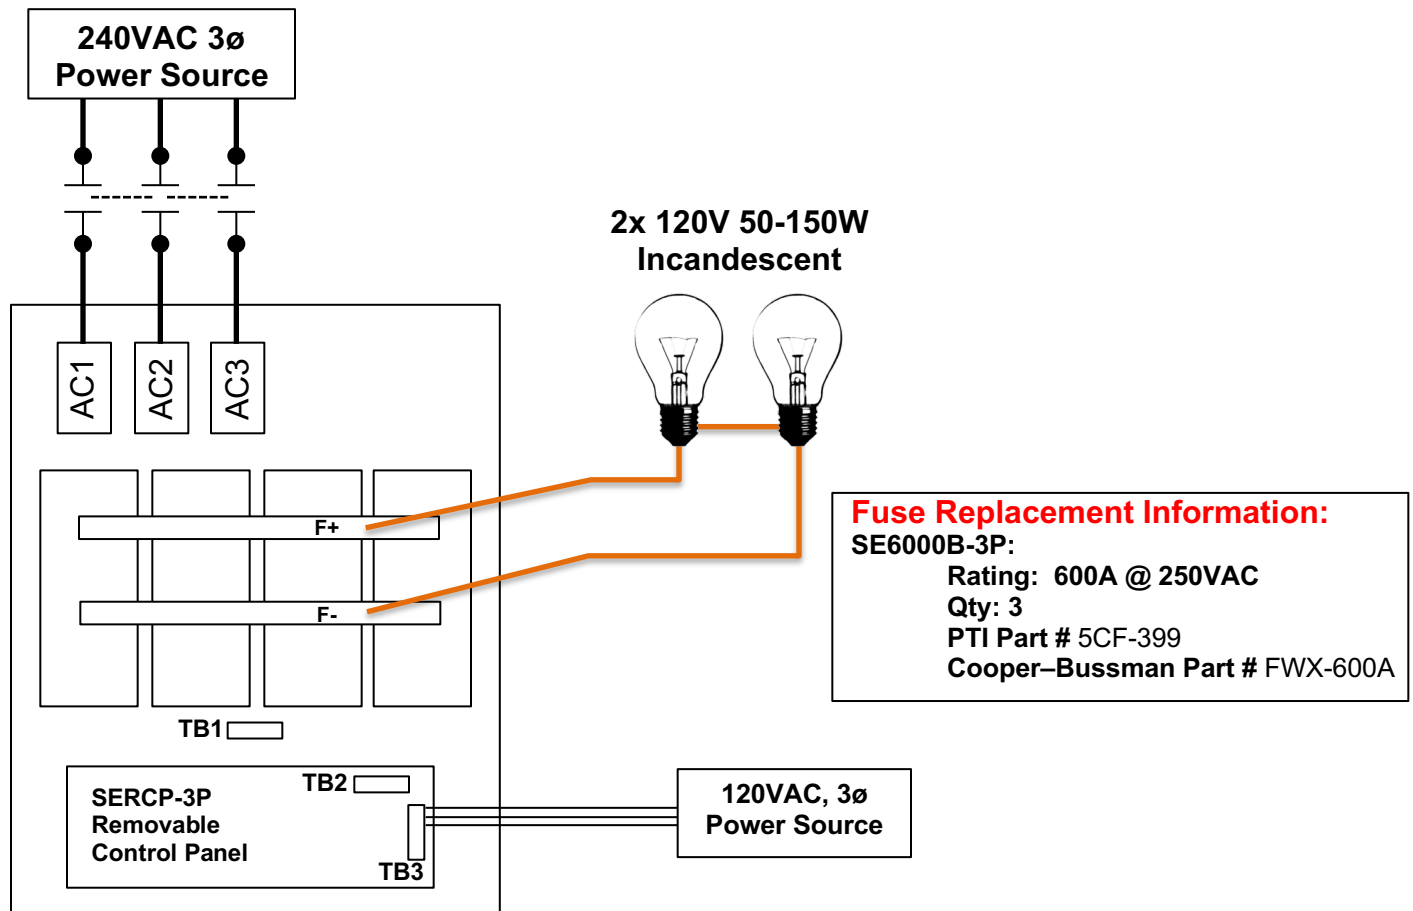 240VAC 3ø
Power Source
2x 120V 50-150W
Incandescent
AC1
AC2
AC3
F+
F-
Fuse Replacement Information:
SE6000B-3P:
Rating: 600A @ 250VAC
Qty: 3
PTI Part # 5CF-399
Cooper–Bussman Part # FWX-600A
TB1
TB2
SERCP-3P
Removable
Control Panel
TB3
120VAC, 3ø
Power Source